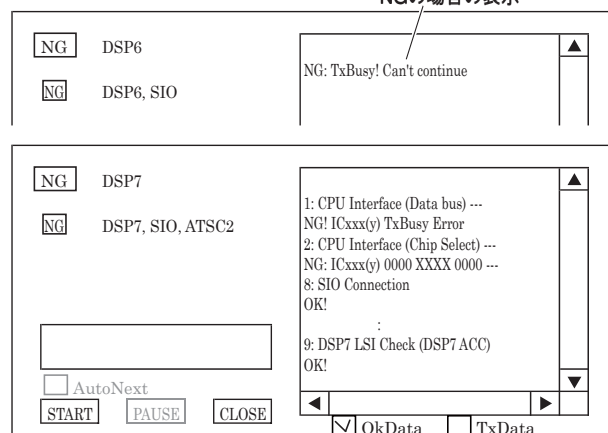 NGの場合の表示
NG DSP6
NG DSP6, SIO
NG: TxBusy! Can't continue
NG DSP7
NG DSP7, SIO, ATSC2
1: CPU Interface (Data bus) ---
NG! ICxxx(y) TxBusy Error
2: CPU Interface (Chip Select) ---
NG: ICxxx(y) 0000 XXXX 0000 ---
8: SIO Connection
OK!
:
9: DSP7 LSI Check (DSP7 ACC)
OK!
AutoNext
START PAUSE CLOSE
OkData TxData